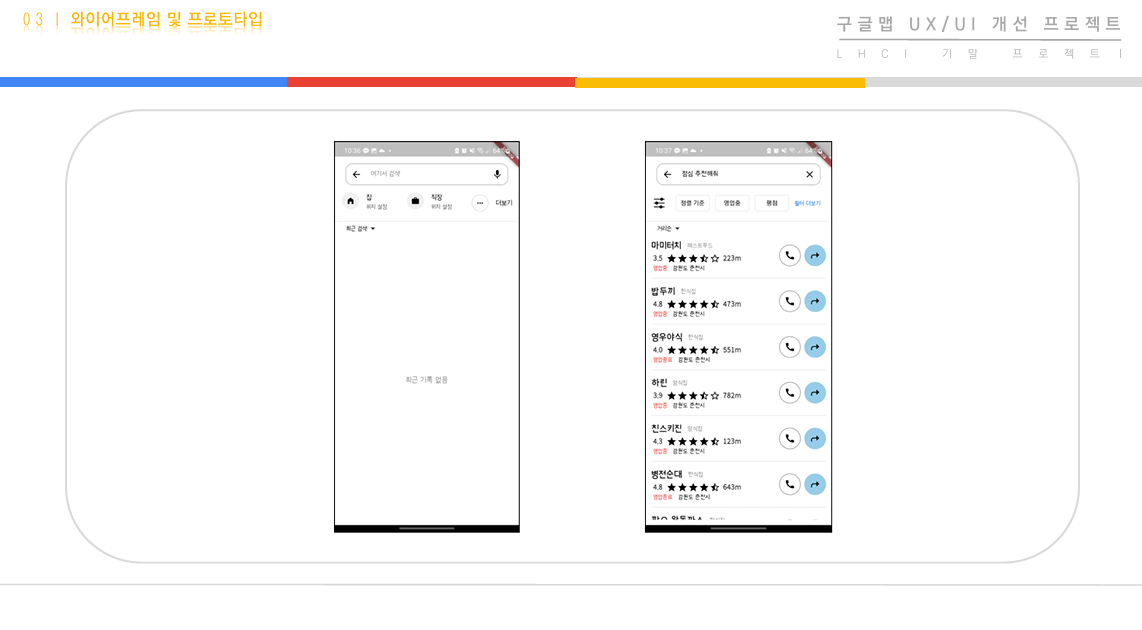 03 | 와이어프레임 및 프로토타입
구글맵 UX/UI 개선 프로젝트
LHCI 기말 프로젝트 I
10:36
64%
여기서 검색
집
위치 설정
직장
위치 설정
더보기
최근 검색
최근 기록 없음
10:37
64%
점심 추천해줘
정렬 기준 영업중 평점 필터 더보기
거리순
마미터치 패스트푸드
3.5 223m
영업중 강원도 춘천시
밥두끼 한식집
4.8 473m
영업중 강원도 춘천시
영우야식 한식집
4.0 551m
영업종료 강원도 춘천시
하린 양식집
3.9 782m
영업중 강원도 춘천시
친스키진 양식집
4.3 123m
영업중 강원도 춘천시
병전순대 한식집
4.8 643m
영업종료 강원도 춘천시